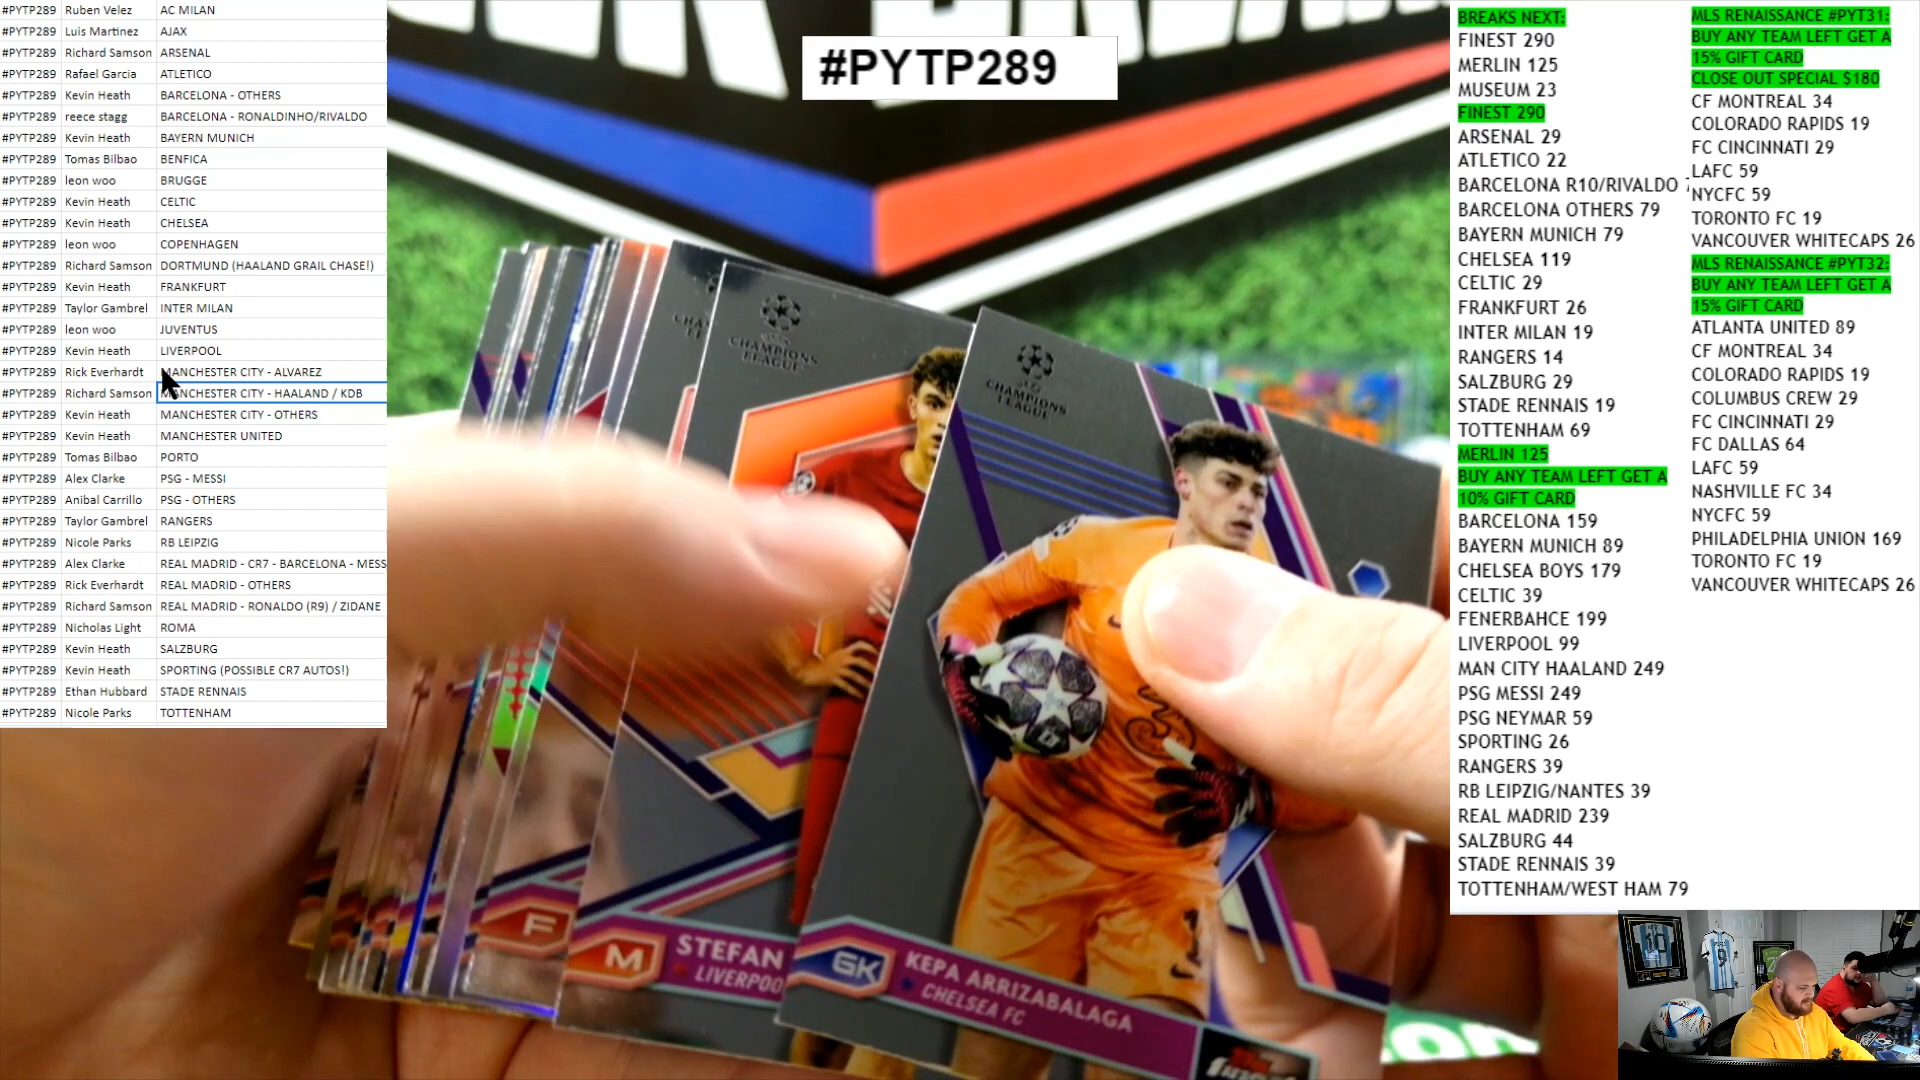 #PYTP289 Ruben Velez AC MILAN
#PYTP289 Luis Martinez AJAX
#PYTP289 Richard Samson ARSENAL
#PYTP289 Rafael Garcia ATLETICO
#PYTP289 Kevin Heath BARCELONA - OTHERS
#PYTP289 reece stagg BARCELONA - RONALDINHO/RIVALDO
#PYTP289 Kevin Heath BAYERN MUNICH
#PYTP289 Tomas Bilbao BENFICA
#PYTP289 leon woo BRUGGE
#PYTP289 Kevin Heath CELTIC
#PYTP289 Kevin Heath CHELSEA
#PYTP289 leon woo COPENHAGEN
#PYTP289 Richard Samson DORTMUND (HAALAND GRAIL CHASE!)
#PYTP289 Kevin Heath FRANKFURT
#PYTP289 Taylor Gambrel INTER MILAN
#PYTP289 leon woo JUVENTUS
#PYTP289 Kevin Heath LIVERPOOL
#PYTP289 Rick Everhardt MANCHESTER CITY - ALVAREZ
#PYTP289 Richard Samson MANCHESTER CITY - HAALAND / KDB
#PYTP289 Kevin Heath MANCHESTER CITY - OTHERS
#PYTP289 Kevin Heath MANCHESTER UNITED
#PYTP289 Tomas Bilbao PORTO
#PYTP289 Alex Clarke PSG - MESSI
#PYTP289 Anibal Carrillo PSG - OTHERS
#PYTP289 Taylor Gambrel RANGERS
#PYTP289 Nicole Parks RB LEIPZIG
#PYTP289 Alex Clarke REAL MADRID - CR7 - BARCELONA - MESS
#PYTP289 Rick Everhardt REAL MADRID - OTHERS
#PYTP289 Richard Samson REAL MADRID - RONALDO (R9) / ZIDANE
#PYTP289 Nicholas Light ROMA
#PYTP289 Kevin Heath SALZBURG
#PYTP289 Kevin Heath SPORTING (POSSIBLE CR7 AUTOS!)
#PYTP289 Ethan Hubbard STADE RENNAIS
#PYTP289 Nicole Parks TOTTENHAM
#PYTP289
CHAMPIONS
LEAGUE
CHAMPIONS
LEAGUE
F
M
STEFAN
LIVERPOO
GK
KEPA ARRIZABALAGA
CHELSEA FC
BREAKS NEXT:
FINEST 290
MERLIN 125
MUSEUM 23
FINEST 290
ARSENAL 29
ATLETICO 22
BARCELONA R10/RIVALDO
BARCELONA OTHERS 79
BAYERN MUNICH 79
CHELSEA 119
CELTIC 29
FRANKFURT 26
INTER MILAN 19
RANGERS 14
SALZBURG 29
STADE RENNAIS 19
TOTTENHAM 69
MERLIN 125
BUY ANY TEAM LEFT GET A
10% GIFT CARD
BARCELONA 159
BAYERN MUNICH 89
CHELSEA BOYS 179
CELTIC 39
FENERBAHCE 199
LIVERPOOL 99
MAN CITY HAALAND 249
PSG MESSI 249
PSG NEYMAR 59
SPORTING 26
RANGERS 39
RB LEIPZIG/NANTES 39
REAL MADRID 239
SALZBURG 44
STADE RENNAIS 39
TOTTENHAM/WEST HAM 79
MLS RENAISSANCE #PYT31:
BUY ANY TEAM LEFT GET A
15% GIFT CARD
CLOSE OUT SPECIAL $180
CF MONTREAL 34
COLORADO RAPIDS 19
FC CINCINNATI 29
LAFC 59
NYCFC 59
TORONTO FC 19
VANCOUVER WHITECAPS 26
MLS RENAISSANCE #PYT32:
BUY ANY TEAM LEFT GET A
15% GIFT CARD
ATLANTA UNITED 89
CF MONTREAL 34
COLORADO RAPIDS 19
COLUMBUS CREW 29
FC CINCINNATI 29
FC DALLAS 64
LAFC 59
NASHVILLE FC 34
NYCFC 59
PHILADELPHIA UNION 169
TORONTO FC 19
VANCOUVER WHITECAPS 26